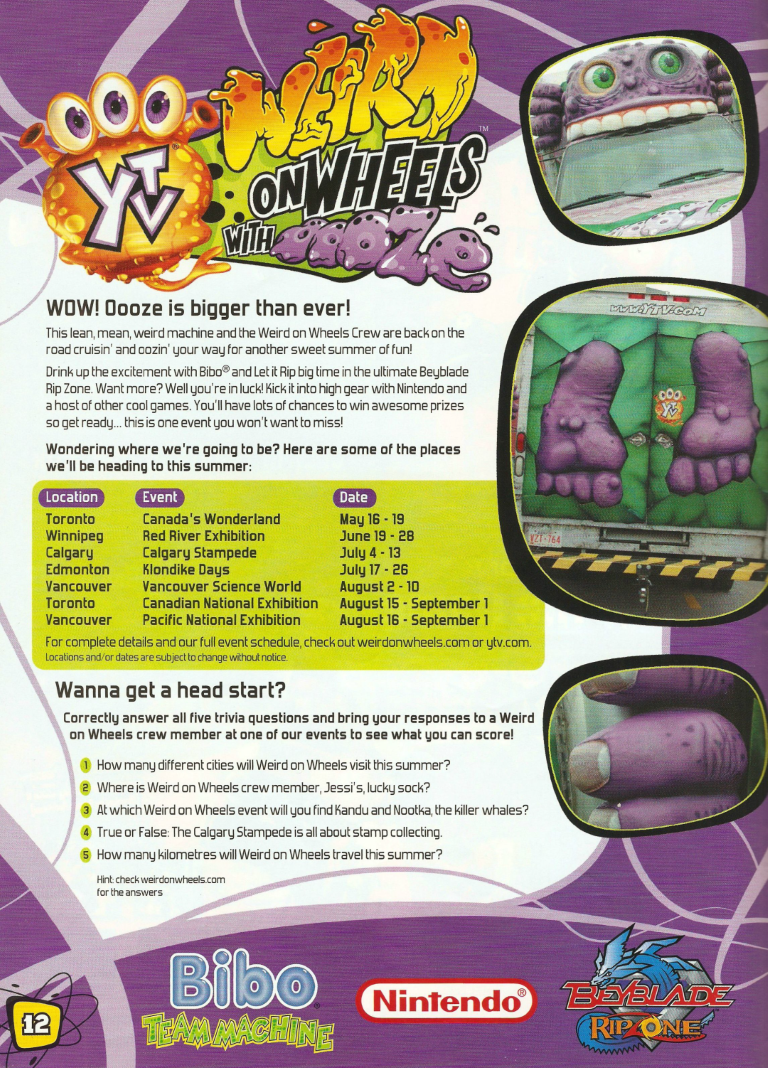 YTV
WEIRD
ON WHEELS™
WITH OOOZE
WOW! Oooze is bigger than ever!
This lean, mean, weird machine and the Weird on Wheels Crew are back on the
road cruisin' and oozin' your way for another sweet summer of fun!
Drink up the excitement with Bibo® and Let it Rip big time in the ultimate Beyblade
Rip Zone. Want more? Well you're in luck! Kick it into high gear with Nintendo and
a host of other cool games. You'll have lots of chances to win awesome prizes
so get ready... this is one event you won't want to miss!
Wondering where we're going to be? Here are some of the places
we'll be heading to this summer:
Location Event Date
Toronto Canada's Wonderland May 16 - 19
Winnipeg Red River Exhibition June 19 - 28
Calgary Calgary Stampede July 4 - 13
Edmonton Klondike Days July 17 - 26
Vancouver Vancouver Science World August 2 - 10
Toronto Canadian National Exhibition August 15 - September 1
Vancouver Pacific National Exhibition August 16 - September 1
For complete details and our full event schedule, check out weirdonwheels.com or ytv.com.
Locations and/or dates are subject to change without notice.
www.YTV.com
YTV
YZT-764
Wanna get a head start?
Correctly answer all five trivia questions and bring your responses to a Weird
on Wheels crew member at one of our events to see what you can score!
1 How many different cities will Weird on Wheels visit this summer?
2 Where is Weird on Wheels crew member, Jessi's, lucky sock?
3 At which Weird on Wheels event will you find Kandu and Nootka, the killer whales?
4 True or False: The Calgary Stampede is all about stamp collecting.
5 How many kilometres will Weird on Wheels travel this summer?
Hint: check weirdonwheels.com
for the answers
12
Bibo
TEAM MACHINE
Nintendo®
BEYBLADE
RIP ZONE